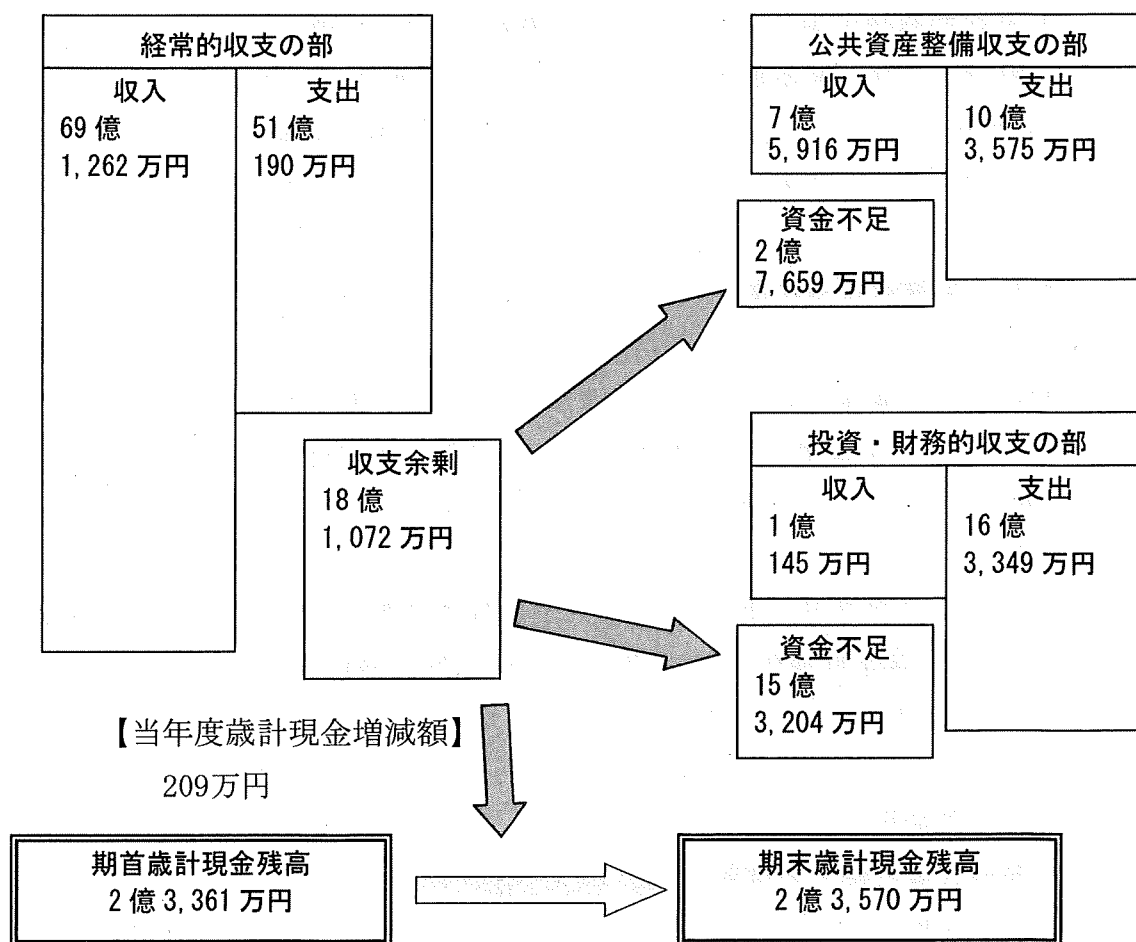 経常的収支の部
収入
69 億
1,262 万円
支出
51 億
190 万円
収支余剰
18 億
1,072 万円
公共資産整備収支の部
収入
7 億
5,916 万円
支出
10 億
3,575 万円
資金不足
2 億
7,659 万円
投資・財務的収支の部
収入
1 億
145 万円
支出
16 億
3,349 万円
資金不足
15 億
3,204 万円
【当年度歳計現金増減額】
209万円
期首歳計現金残高
2 億 3,361 万円
期末歳計現金残高
2 億 3,570 万円